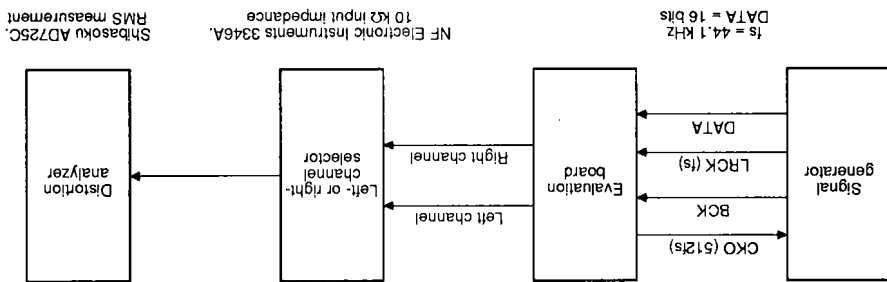 Signal
generator
CKO (512fs)
BCK
LRCK (fs)
DATA
Evaluation
board
Left channel
Right channel
Left- or right-
channel
selector
Distortion
analyzer
fs = 44.1 kHz
DATA = 16 bits
NF Electronic Instruments 3346A.
10 kΩ input impedance
Shibasoku AD725C.
RMS measurement